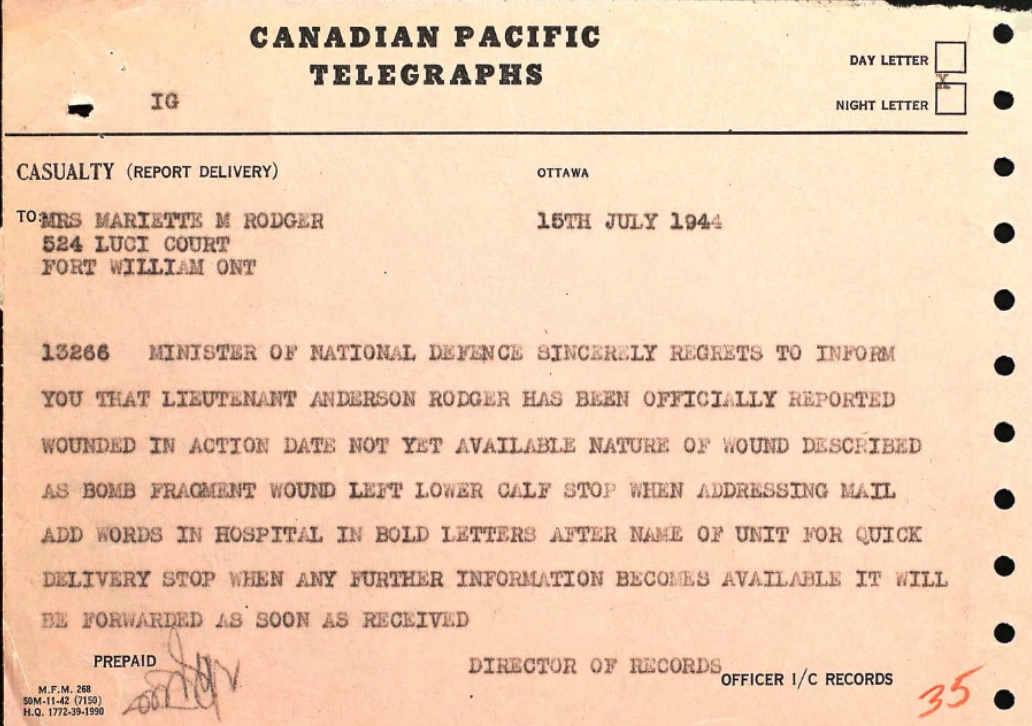 CANADIAN PACIFIC
TELEGRAPHS
DAY LETTER
X
IG
NIGHT LETTER
CASUALTY (REPORT DELIVERY)
OTTAWA
TO: MRS MARIETTE M RODGER
15TH JULY 1944
524 LUCI COURT
FORT WILLIAM ONT
13266 MINISTER OF NATIONAL DEFENCE SINCERELY REGRETS TO INFORM
YOU THAT LIEUTENANT ANDERSON RODGER HAS BEEN OFFICIALLY REPORTED
WOUNDED IN ACTION DATE NOT YET AVAILABLE NATURE OF WOUND DESCRIBED
AS BOMB FRAGMENT WOUND LEFT LOWER CALF STOP WHEN ADDRESSING MAIL
ADD WORDS IN HOSPITAL IN BOLD LETTERS AFTER NAME OF UNIT FOR QUICK
DELIVERY STOP WHEN ANY FURTHER INFORMATION BECOMES AVAILABLE IT WILL
BE FORWARDED AS SOON AS RECEIVED
PREPAID
DIRECTOR OF RECORDS
OFFICER I/C RECORDS
M.F.M. 268
50M-11-42 (7150)
H.Q. 1772-39-1990
35